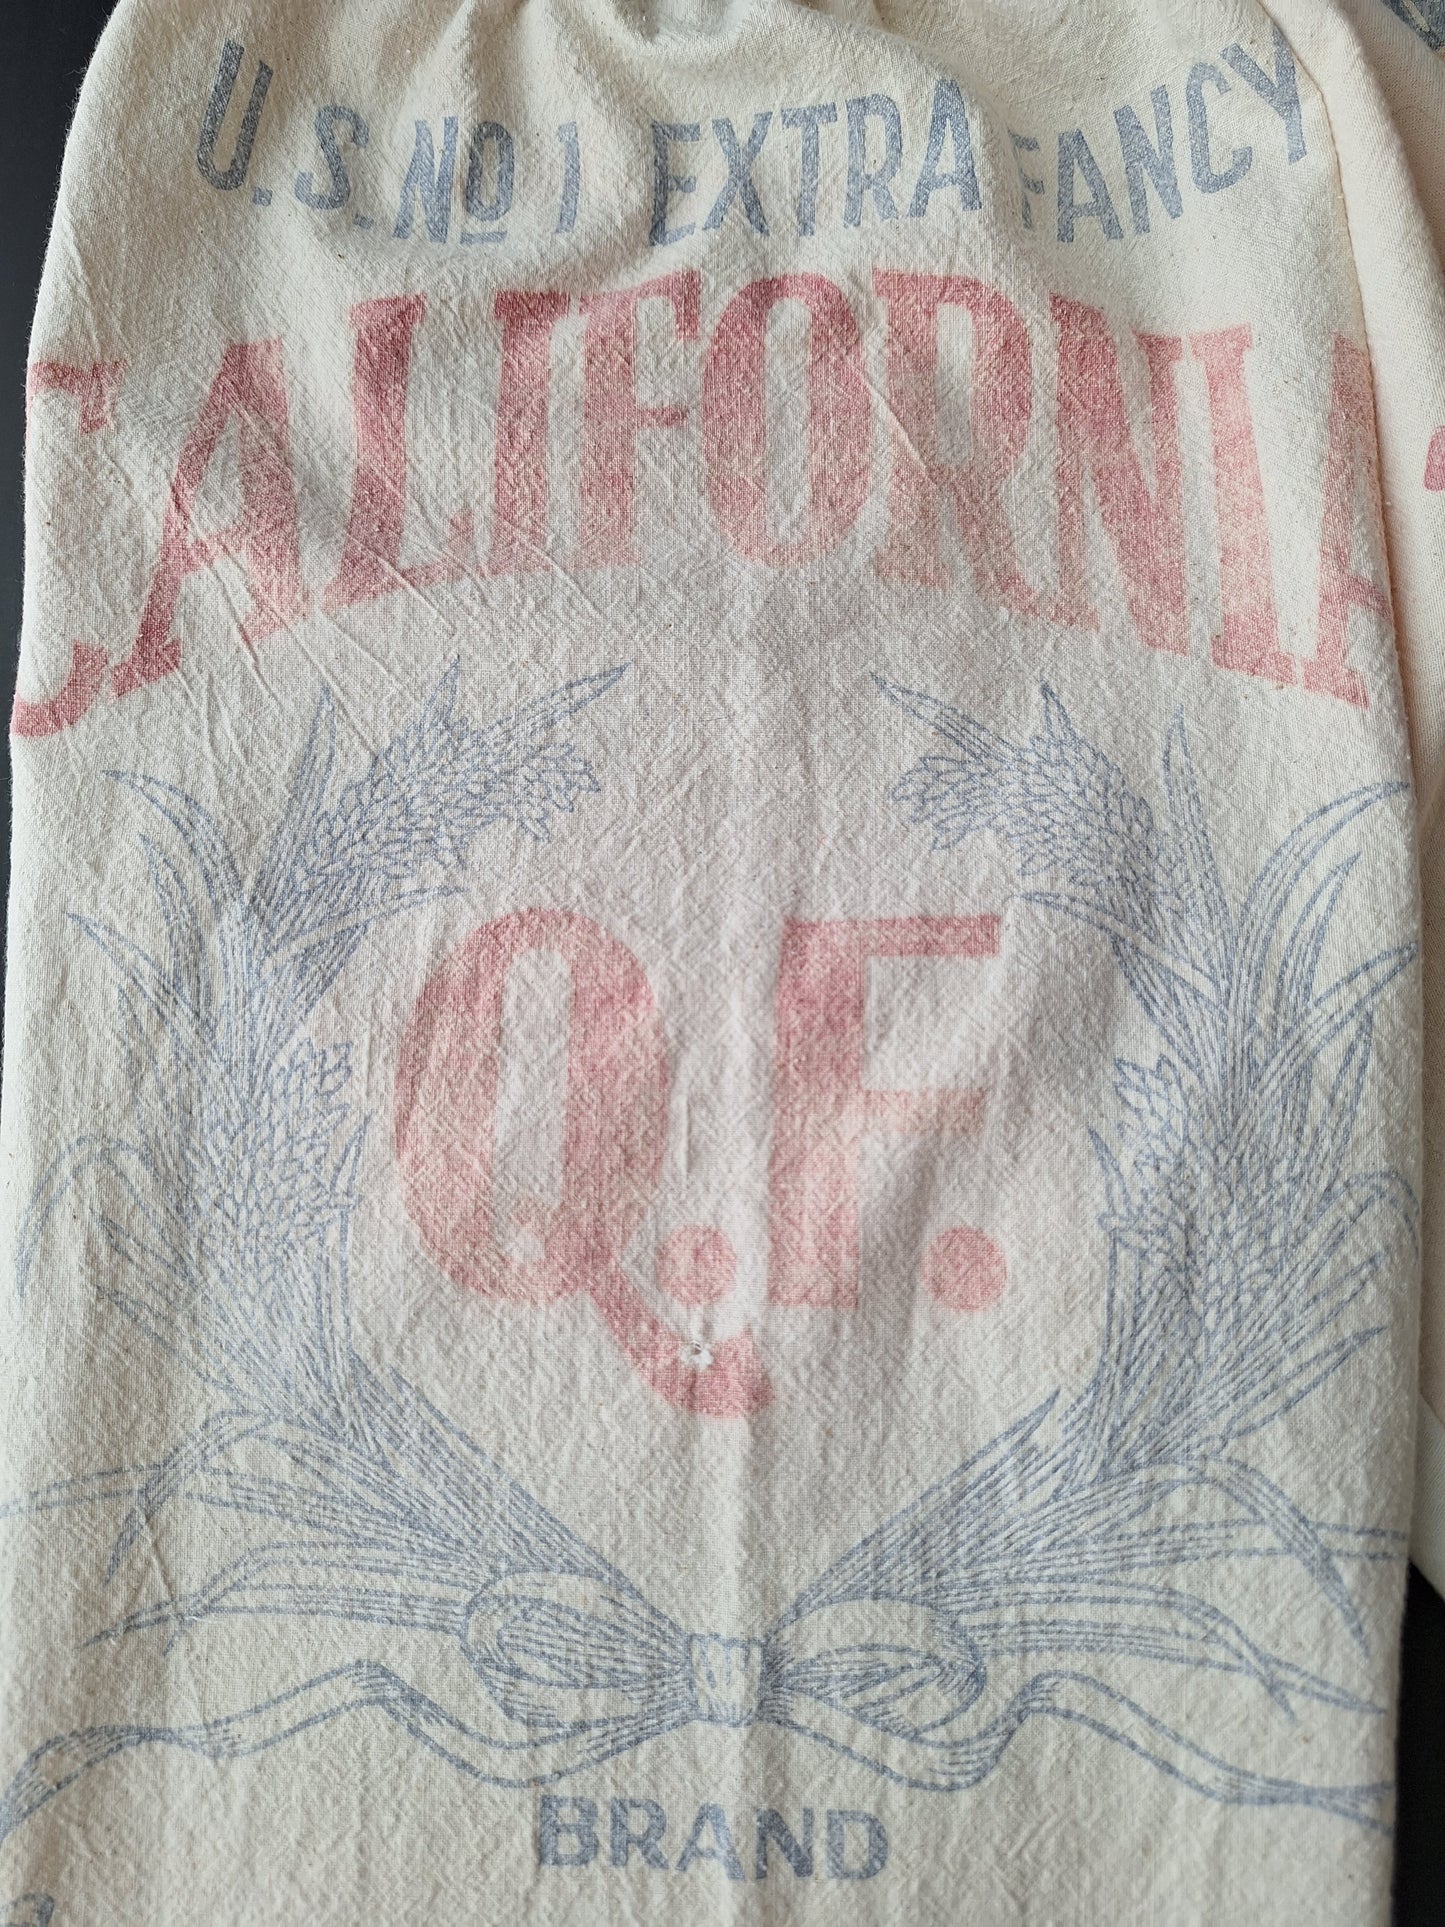 U.S. No 1 EXTRA FANCY
CALIFORNIA
Q.F.
BRAND